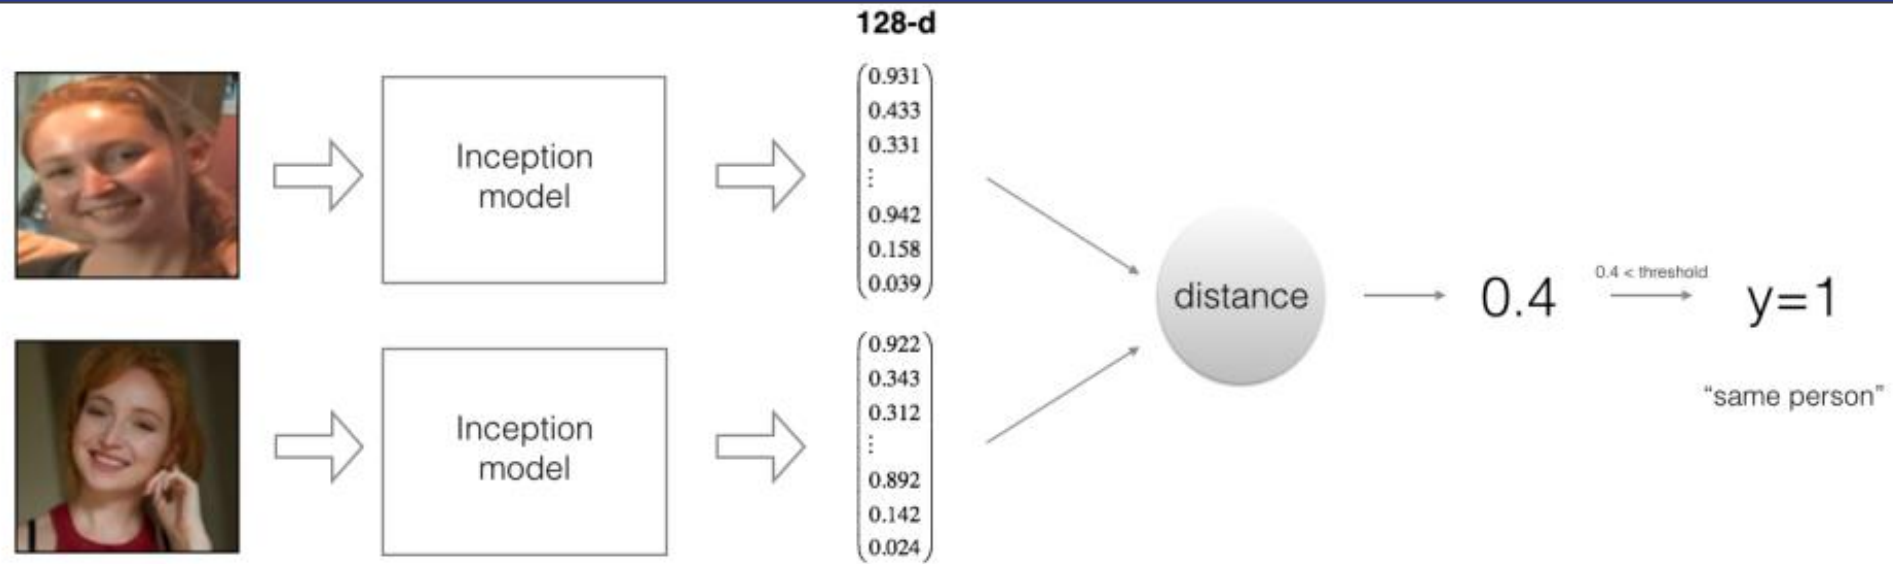 128-d
Inception
model
0.931
0.433
0.331
⋮
0.942
0.158
0.039
Inception
model
0.922
0.343
0.312
⋮
0.892
0.142
0.024
distance
0.4
0.4 < threshold
y=1
“same person”